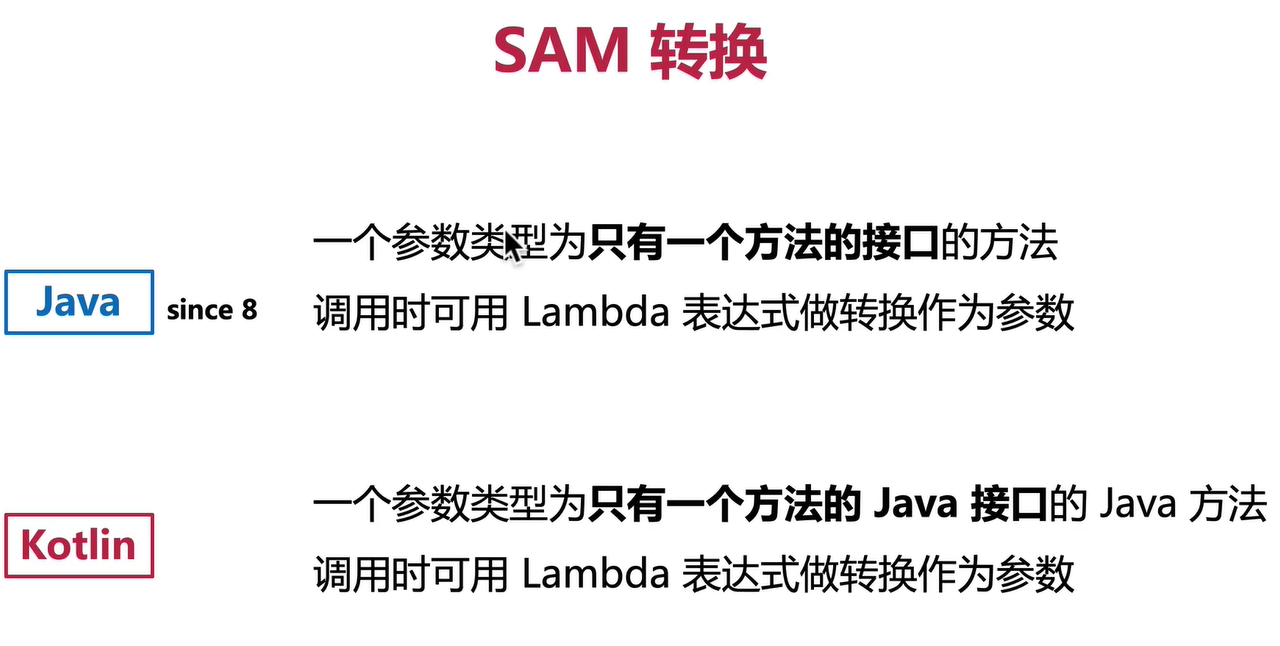 SAM 转换
一个参数类型为只有一个方法的接口的方法
Java since 8
调用时可用 Lambda 表达式做转换作为参数
一个参数类型为只有一个方法的 Java 接口的 Java 方法
Kotlin
调用时可用 Lambda 表达式做转换作为参数